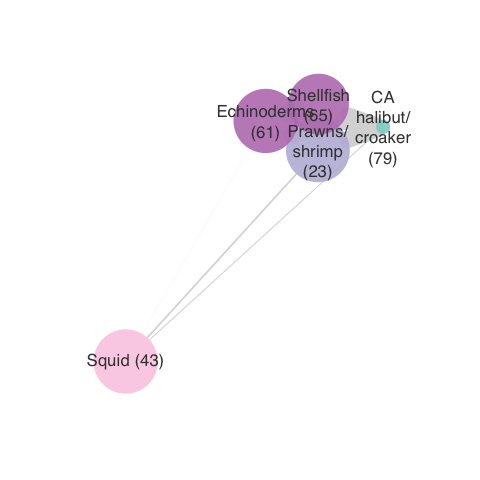 Echinoderms
(61)
Shellfish
(65)
Prawns/
shrimp
(23)
CA
halibut/
croaker
(79)
Squid (43)